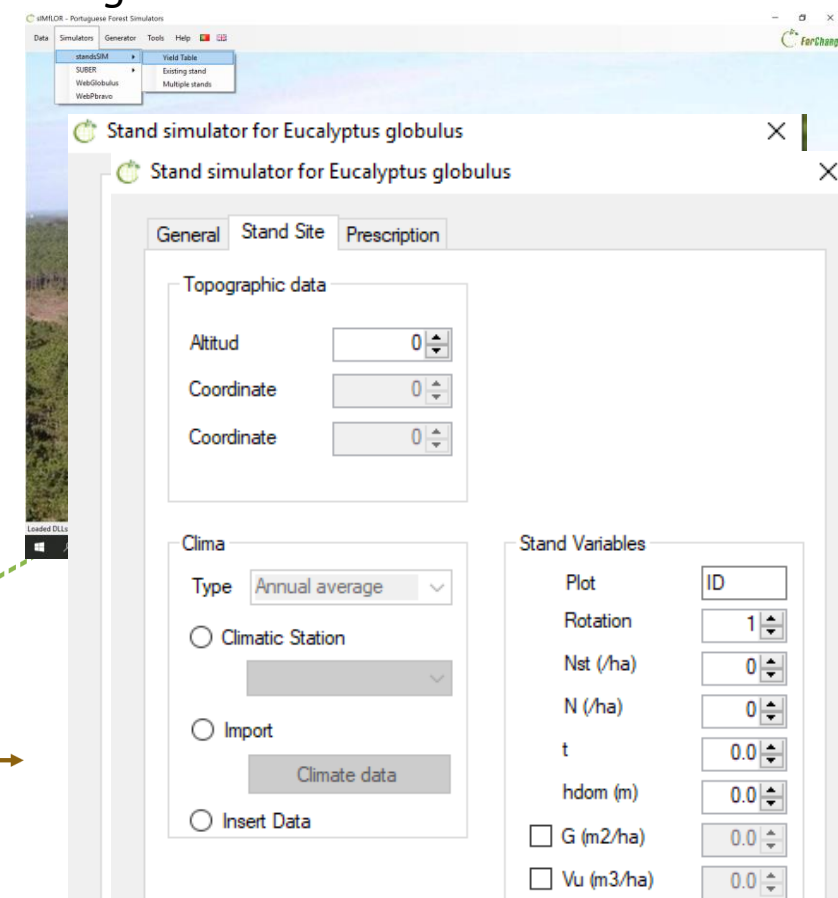 sIMfLOR - Portuguese Forest Simulators
Data Simulators Generator Tools Help
ForChang
standsSIM Yield Table
SUBER Existing stand
WebGlobulus Multiple stands
WebPbravo
Stand simulator for Eucalyptus globulus
Stand simulator for Eucalyptus globulus
General Stand Site Prescription
Topographic data
Altitud 0
Coordinate 0
Coordinate 0
Loaded DLLs
Clima
Type Annual average
Climatic Station
Import
Climate data
Insert Data
Stand Variables
Plot ID
Rotation 1
Nst (/ha) 0
N (/ha) 0
t 0.0
hdom (m) 0.0
G (m2/ha) 0.0
Vu (m3/ha) 0.0